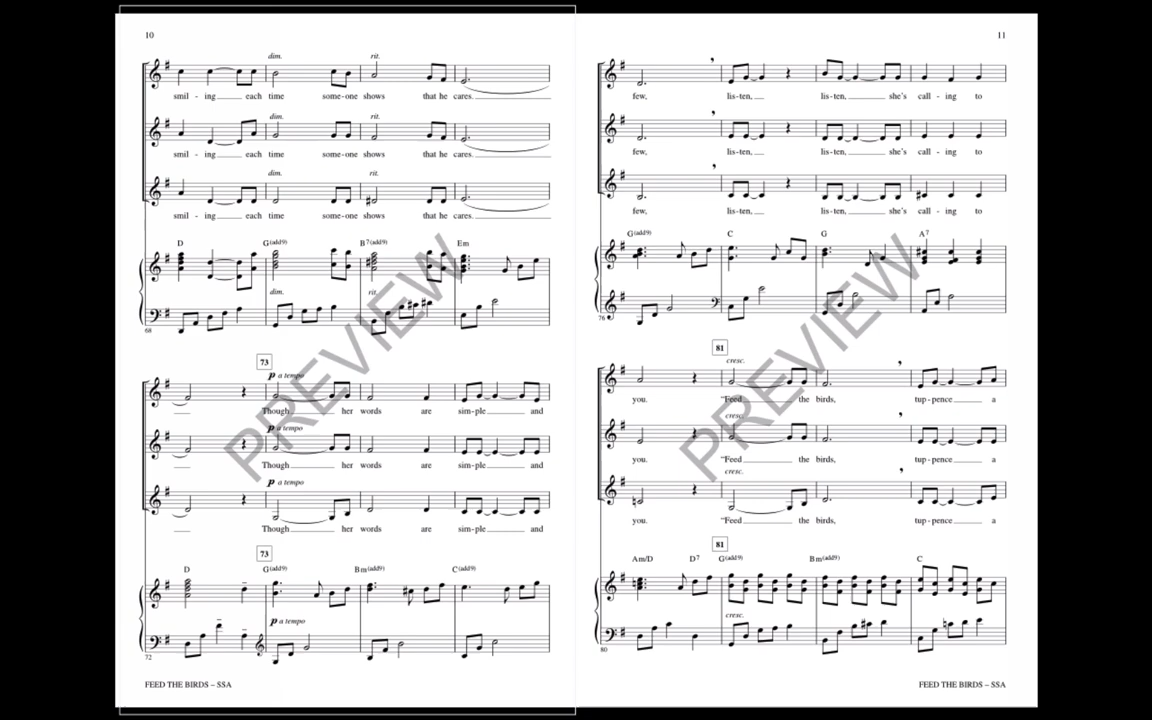 10
dim. rit.
smil - ing each time some-one shows that he cares.
dim. rit.
smil - ing each time some-one shows that he cares.
dim. rit.
smil - ing each time some-one shows that he cares.
D G(add9) B7(add9) Em
dim. rit.
68
73
p a tempo
Though her words are sim-ple and
p a tempo
Though her words are sim-ple and
p a tempo
Though her words are sim-ple and
73
D G(add9) Bm(add9) C(add9)
p a tempo
72
PREVIEW
FEED THE BIRDS – SSA
11
few, lis-ten, lis-ten, she's call - ing to
few, lis-ten, lis-ten, she's call - ing to
few, lis-ten, lis-ten, she's call - ing to
G(add9) C G A7
76
81
cresc.
you. “Feed the birds, tup-pence a
cresc.
you. “Feed the birds, tup-pence a
cresc.
you. “Feed the birds, tup-pence a
81
Am/D D7 G(add9) Bm(add9) C
cresc.
80
PREVIEW
FEED THE BIRDS – SSA